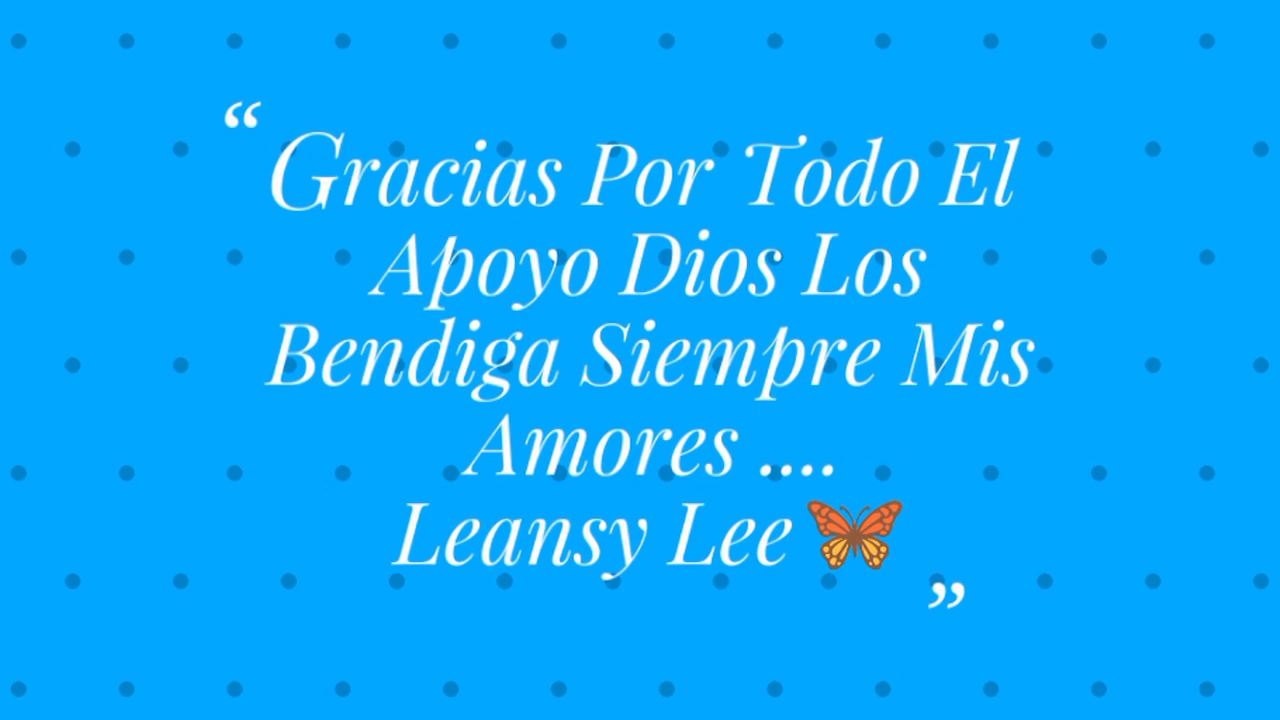 “Gracias Por Todo El
Apoyo Dios Los
Bendiga Siempre Mis
Amores ....
Leansy Lee 🦋
”